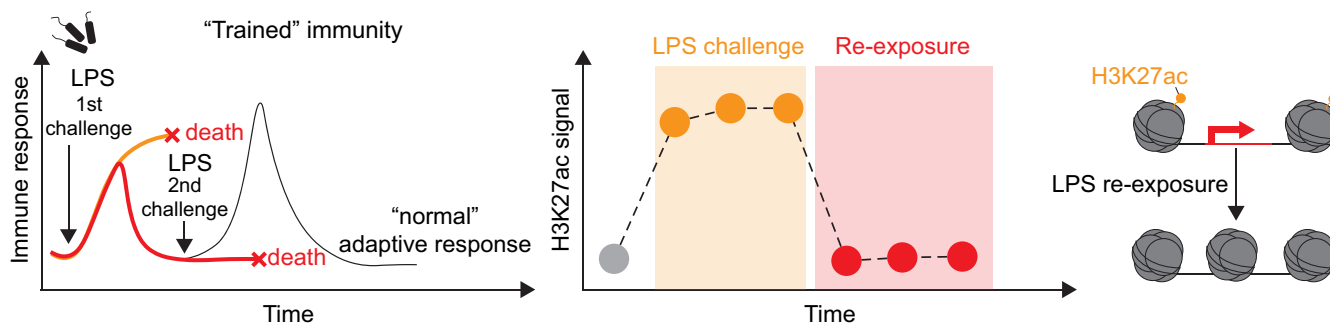 “Trained” immunity
Immune response
LPS
1st
challenge
death
LPS
2nd
challenge
death
“normal”
adaptive response
Time
LPS challenge
Re-exposure
H3K27ac signal
Time
H3K27ac
LPS re-exposure